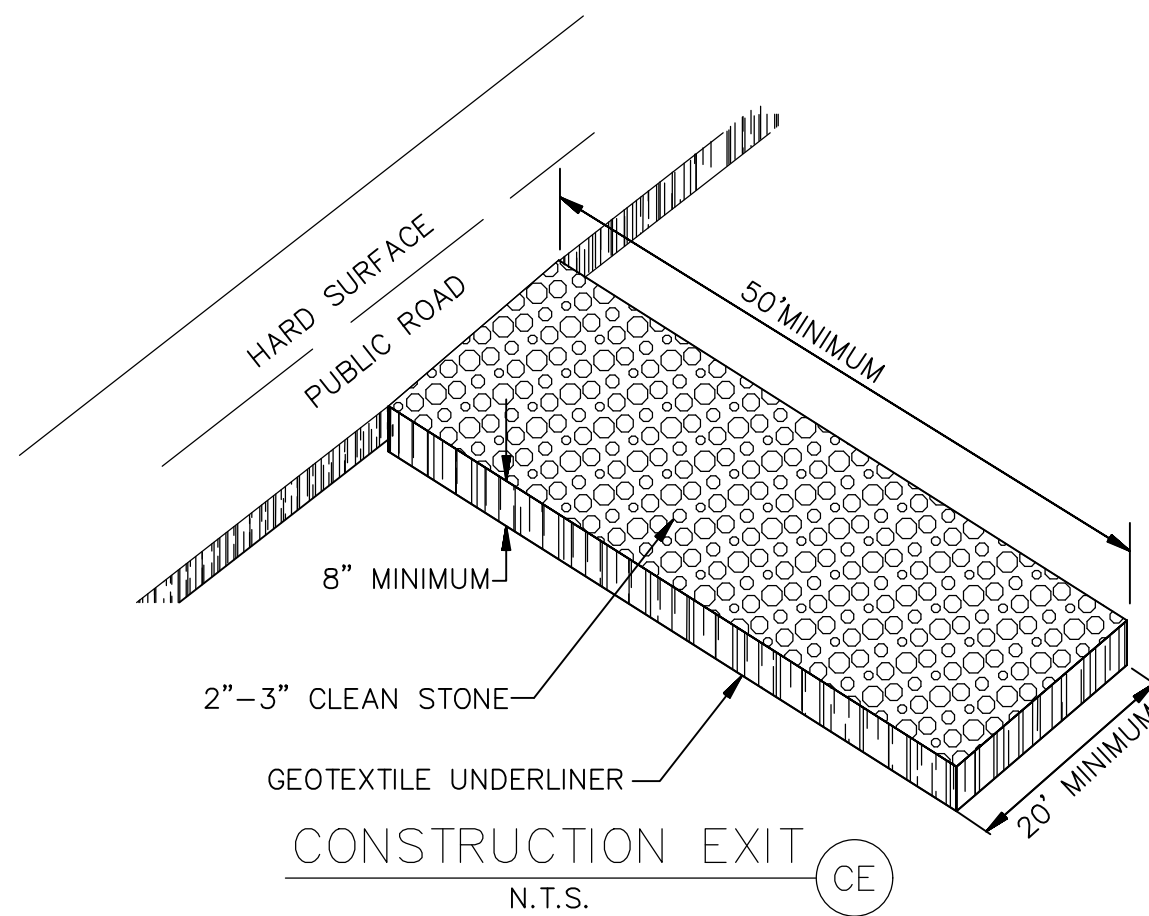 HARD SURFACE
PUBLIC ROAD
50'MINIMUM
8” MINIMUM
2”–3” CLEAN STONE
GEOTEXTILE UNDERLINER
20' MINIMUM
CONSTRUCTION EXIT
CE
N.T.S.